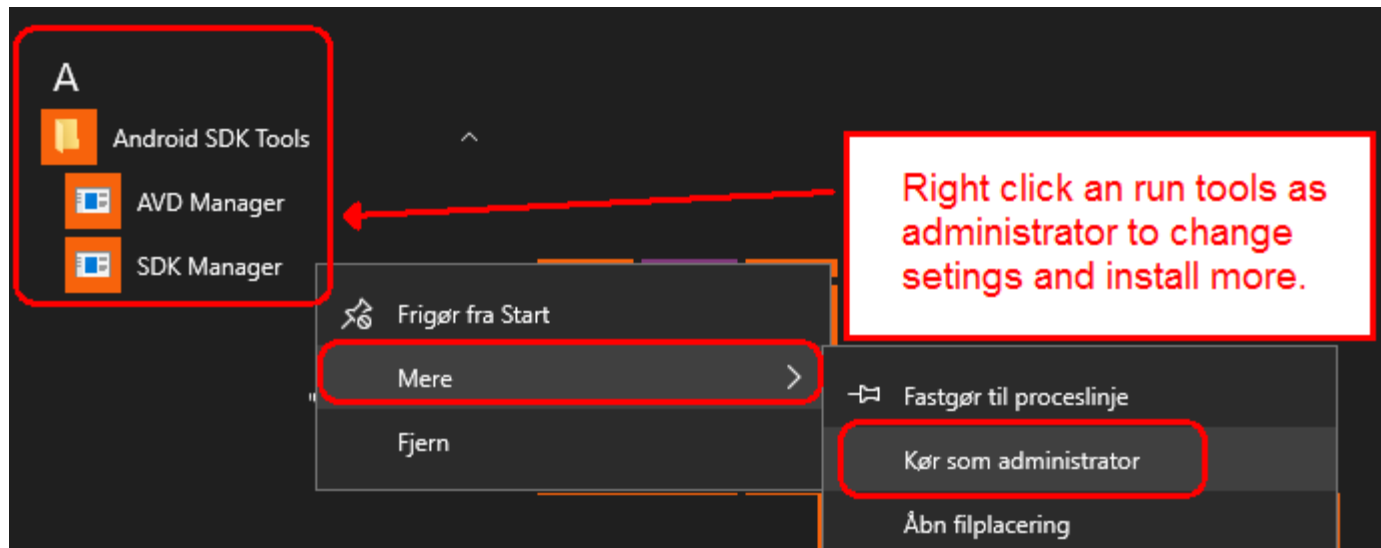 A
Android SDK Tools
AVD Manager
SDK Manager
Right click an run tools as
administrator to change
setings and install more.
Frigør fra Start
Mere
Fjern
Fastgør til proceslinje
Kør som administrator
Åbn filplacering